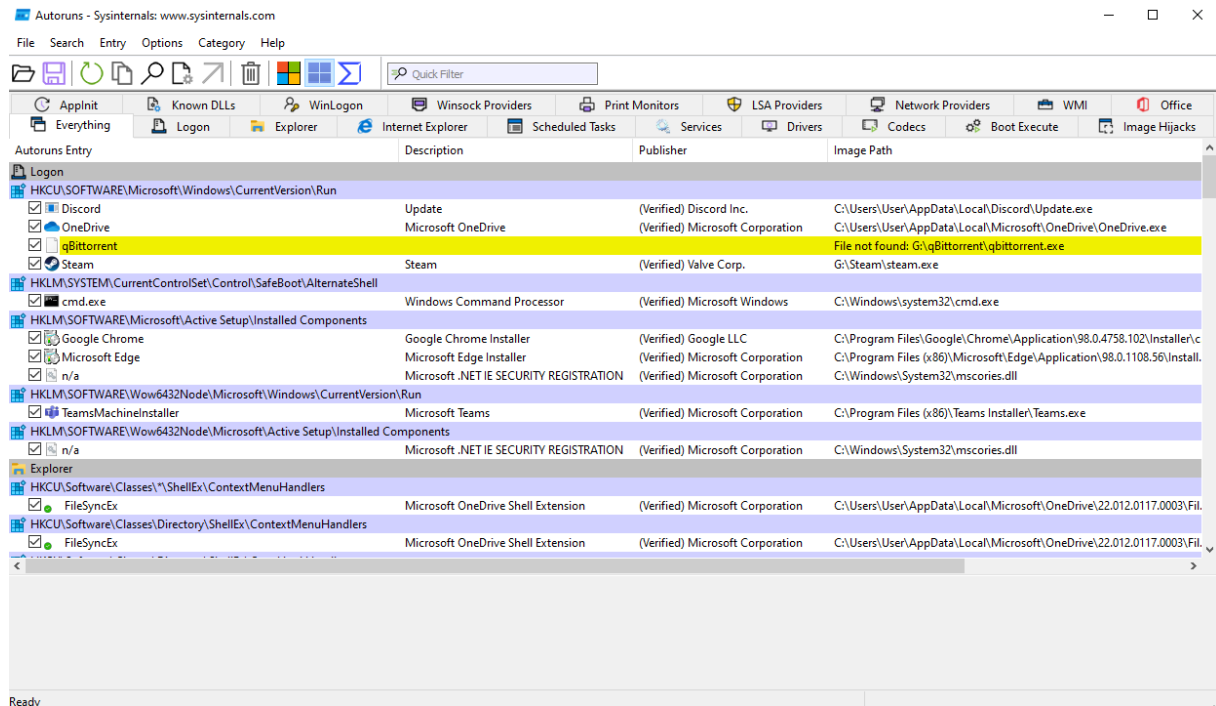 Autoruns - Sysinternals: www.sysinternals.com
File Search Entry Options Category Help
Quick Filter
AppInit Known DLLs WinLogon Winsock Providers Print Monitors LSA Providers Network Providers WMI Office
Everything Logon Explorer Internet Explorer Scheduled Tasks Services Drivers Codecs Boot Execute Image Hijacks
Autoruns Entry Description Publisher Image Path
Logon
HKCU\SOFTWARE\Microsoft\Windows\CurrentVersion\Run
Discord Update (Verified) Discord Inc. C:\Users\User\AppData\Local\Discord\Update.exe
OneDrive Microsoft OneDrive (Verified) Microsoft Corporation C:\Users\User\AppData\Local\Microsoft\OneDrive\OneDrive.exe
qBittorrent File not found: G:\qBittorrent\qbittorrent.exe
Steam Steam (Verified) Valve Corp. G:\Steam\steam.exe
HKLM\SYSTEM\CurrentControlSet\Control\SafeBoot\AlternateShell
cmd.exe Windows Command Processor (Verified) Microsoft Windows C:\Windows\system32\cmd.exe
HKLM\SOFTWARE\Microsoft\Active Setup\Installed Components
Google Chrome Google Chrome Installer (Verified) Google LLC C:\Program Files\Google\Chrome\Application\98.0.4758.102\Installer\c
Microsoft Edge Microsoft Edge Installer (Verified) Microsoft Corporation C:\Program Files (x86)\Microsoft\Edge\Application\98.0.1108.56\Install.
n/a Microsoft .NET IE SECURITY REGISTRATION (Verified) Microsoft Corporation C:\Windows\System32\mscories.dll
HKLM\SOFTWARE\Wow6432Node\Microsoft\Windows\CurrentVersion\Run
TeamsMachineInstaller Microsoft Teams (Verified) Microsoft Corporation C:\Program Files (x86)\Teams Installer\Teams.exe
HKLM\SOFTWARE\Wow6432Node\Microsoft\Active Setup\Installed Components
n/a Microsoft .NET IE SECURITY REGISTRATION (Verified) Microsoft Corporation C:\Windows\System32\mscories.dll
Explorer
HKCU\Software\Classes\*\ShellEx\ContextMenuHandlers
FileSyncEx Microsoft OneDrive Shell Extension (Verified) Microsoft Corporation C:\Users\User\AppData\Local\Microsoft\OneDrive\22.012.0117.0003\Fil.
HKCU\Software\Classes\Directory\ShellEx\ContextMenuHandlers
FileSyncEx Microsoft OneDrive Shell Extension (Verified) Microsoft Corporation C:\Users\User\AppData\Local\Microsoft\OneDrive\22.012.0117.0003\Fil.
Ready